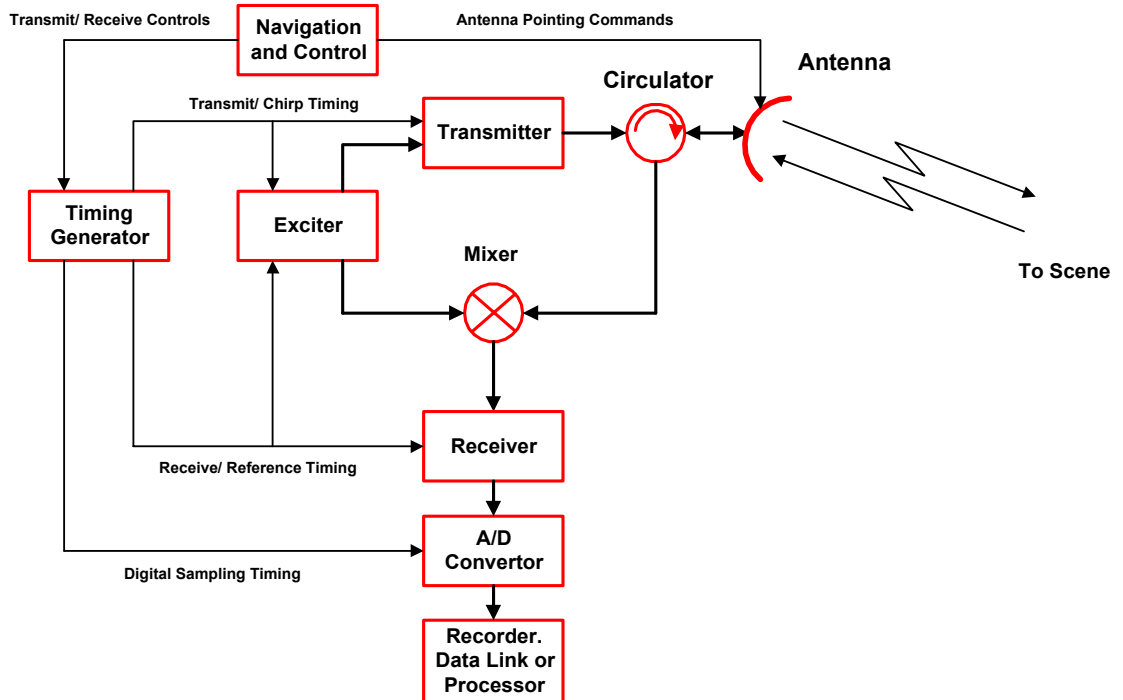 Transmit/ Receive Controls
Navigation
and Control
Antenna Pointing Commands
Antenna
Circulator
Transmit/ Chirp Timing
Transmitter
Timing
Generator
Exciter
Mixer
To Scene
Receiver
Receive/ Reference Timing
A/D
Convertor
Digital Sampling Timing
Recorder.
Data Link or
Processor